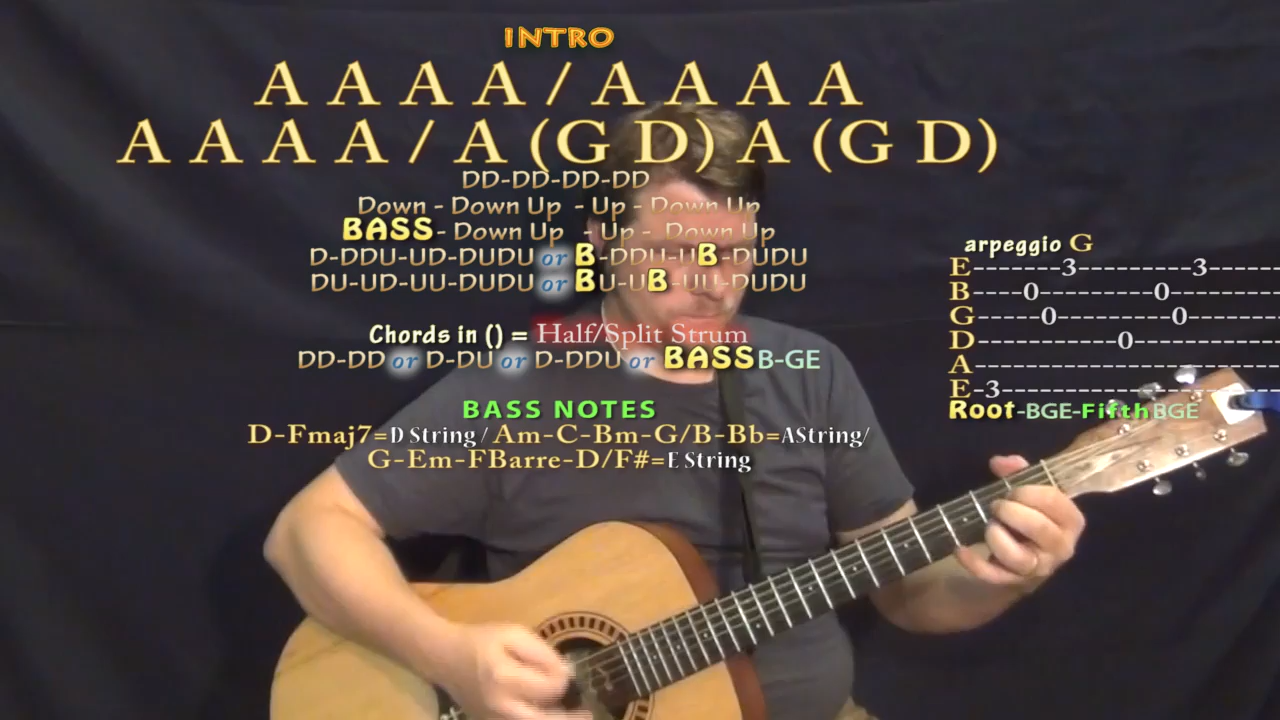 INTRO
A A A A / A A A A
A A A A / A (G D) A (G D)
DD-DD-DD-DD
Down - Down Up - Up - Down Up
BASS - Down Up - Up - Down Up
D-DDU-UD-DUDU or B-DDU-UB-DUDU
DU-UD-UU-DUDU or BU-UB-UU-DUDU
Chords in () = Half/Split Strum
DD-DD or D-DU or D-DDU or BASS B-GE
BASS NOTES
D-Fmaj7=D String / Am-C-Bm-G/B-Bb=AString/
G-Em-FBarre-D/F#=E String
arpeggio G
E-------3----------3------
B----0----------0---------
G------0----------0-------
D-------------0-----------
A-------------------------
E-3-----------------------
Root-BGE-Fifth BGE